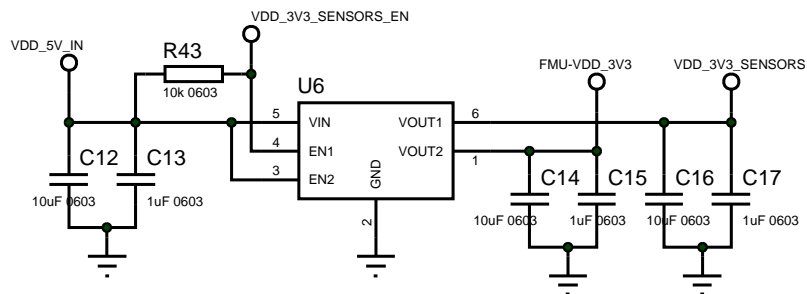 VDD_3V3_SENSORS_EN
VDD_5V_IN
R43
10k 0603
FMU-VDD_3V3
VDD_3V3_SENSORS
U6
5
VIN
VOUT1
6
4
EN1
VOUT2
1
3
EN2
GND
2
C12
10uF 0603
C13
1uF 0603
C14
10uF 0603
C15
1uF 0603
C16
10uF 0603
C17
1uF 0603